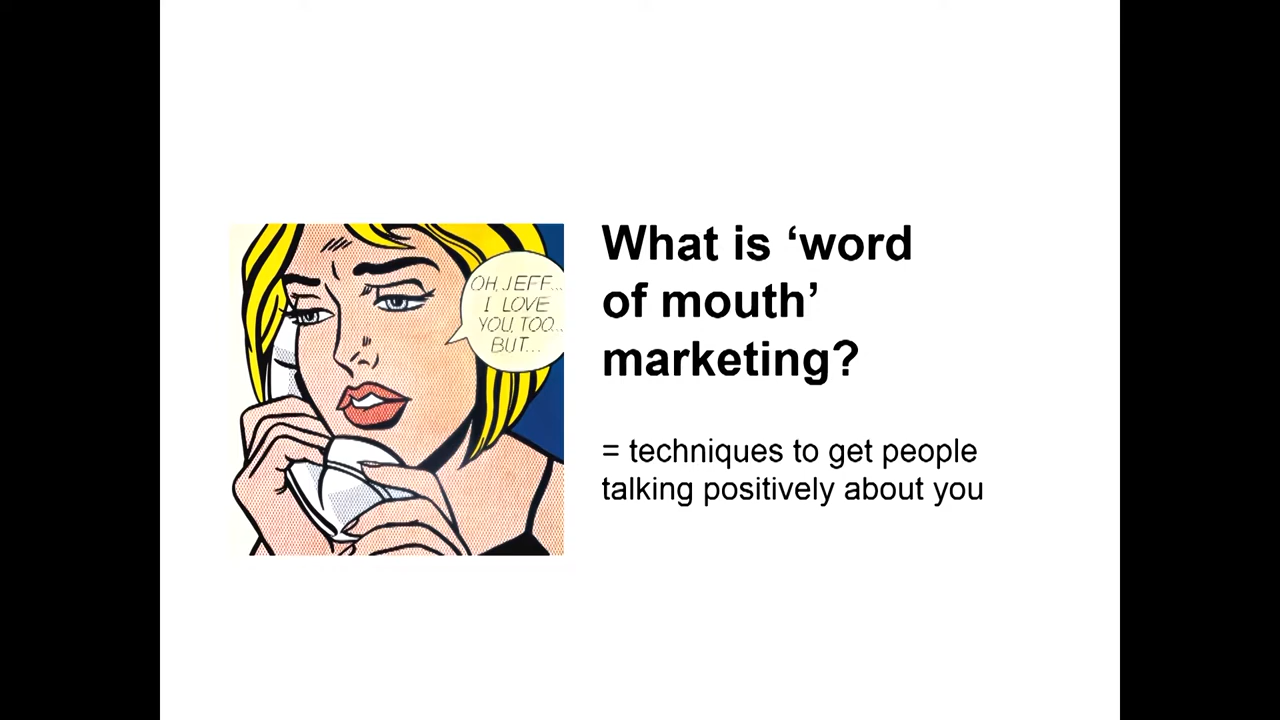 OH, JEFF...
I LOVE
YOU, TOO...
BUT...
What is ‘word
of mouth’
marketing?
= techniques to get people
talking positively about you